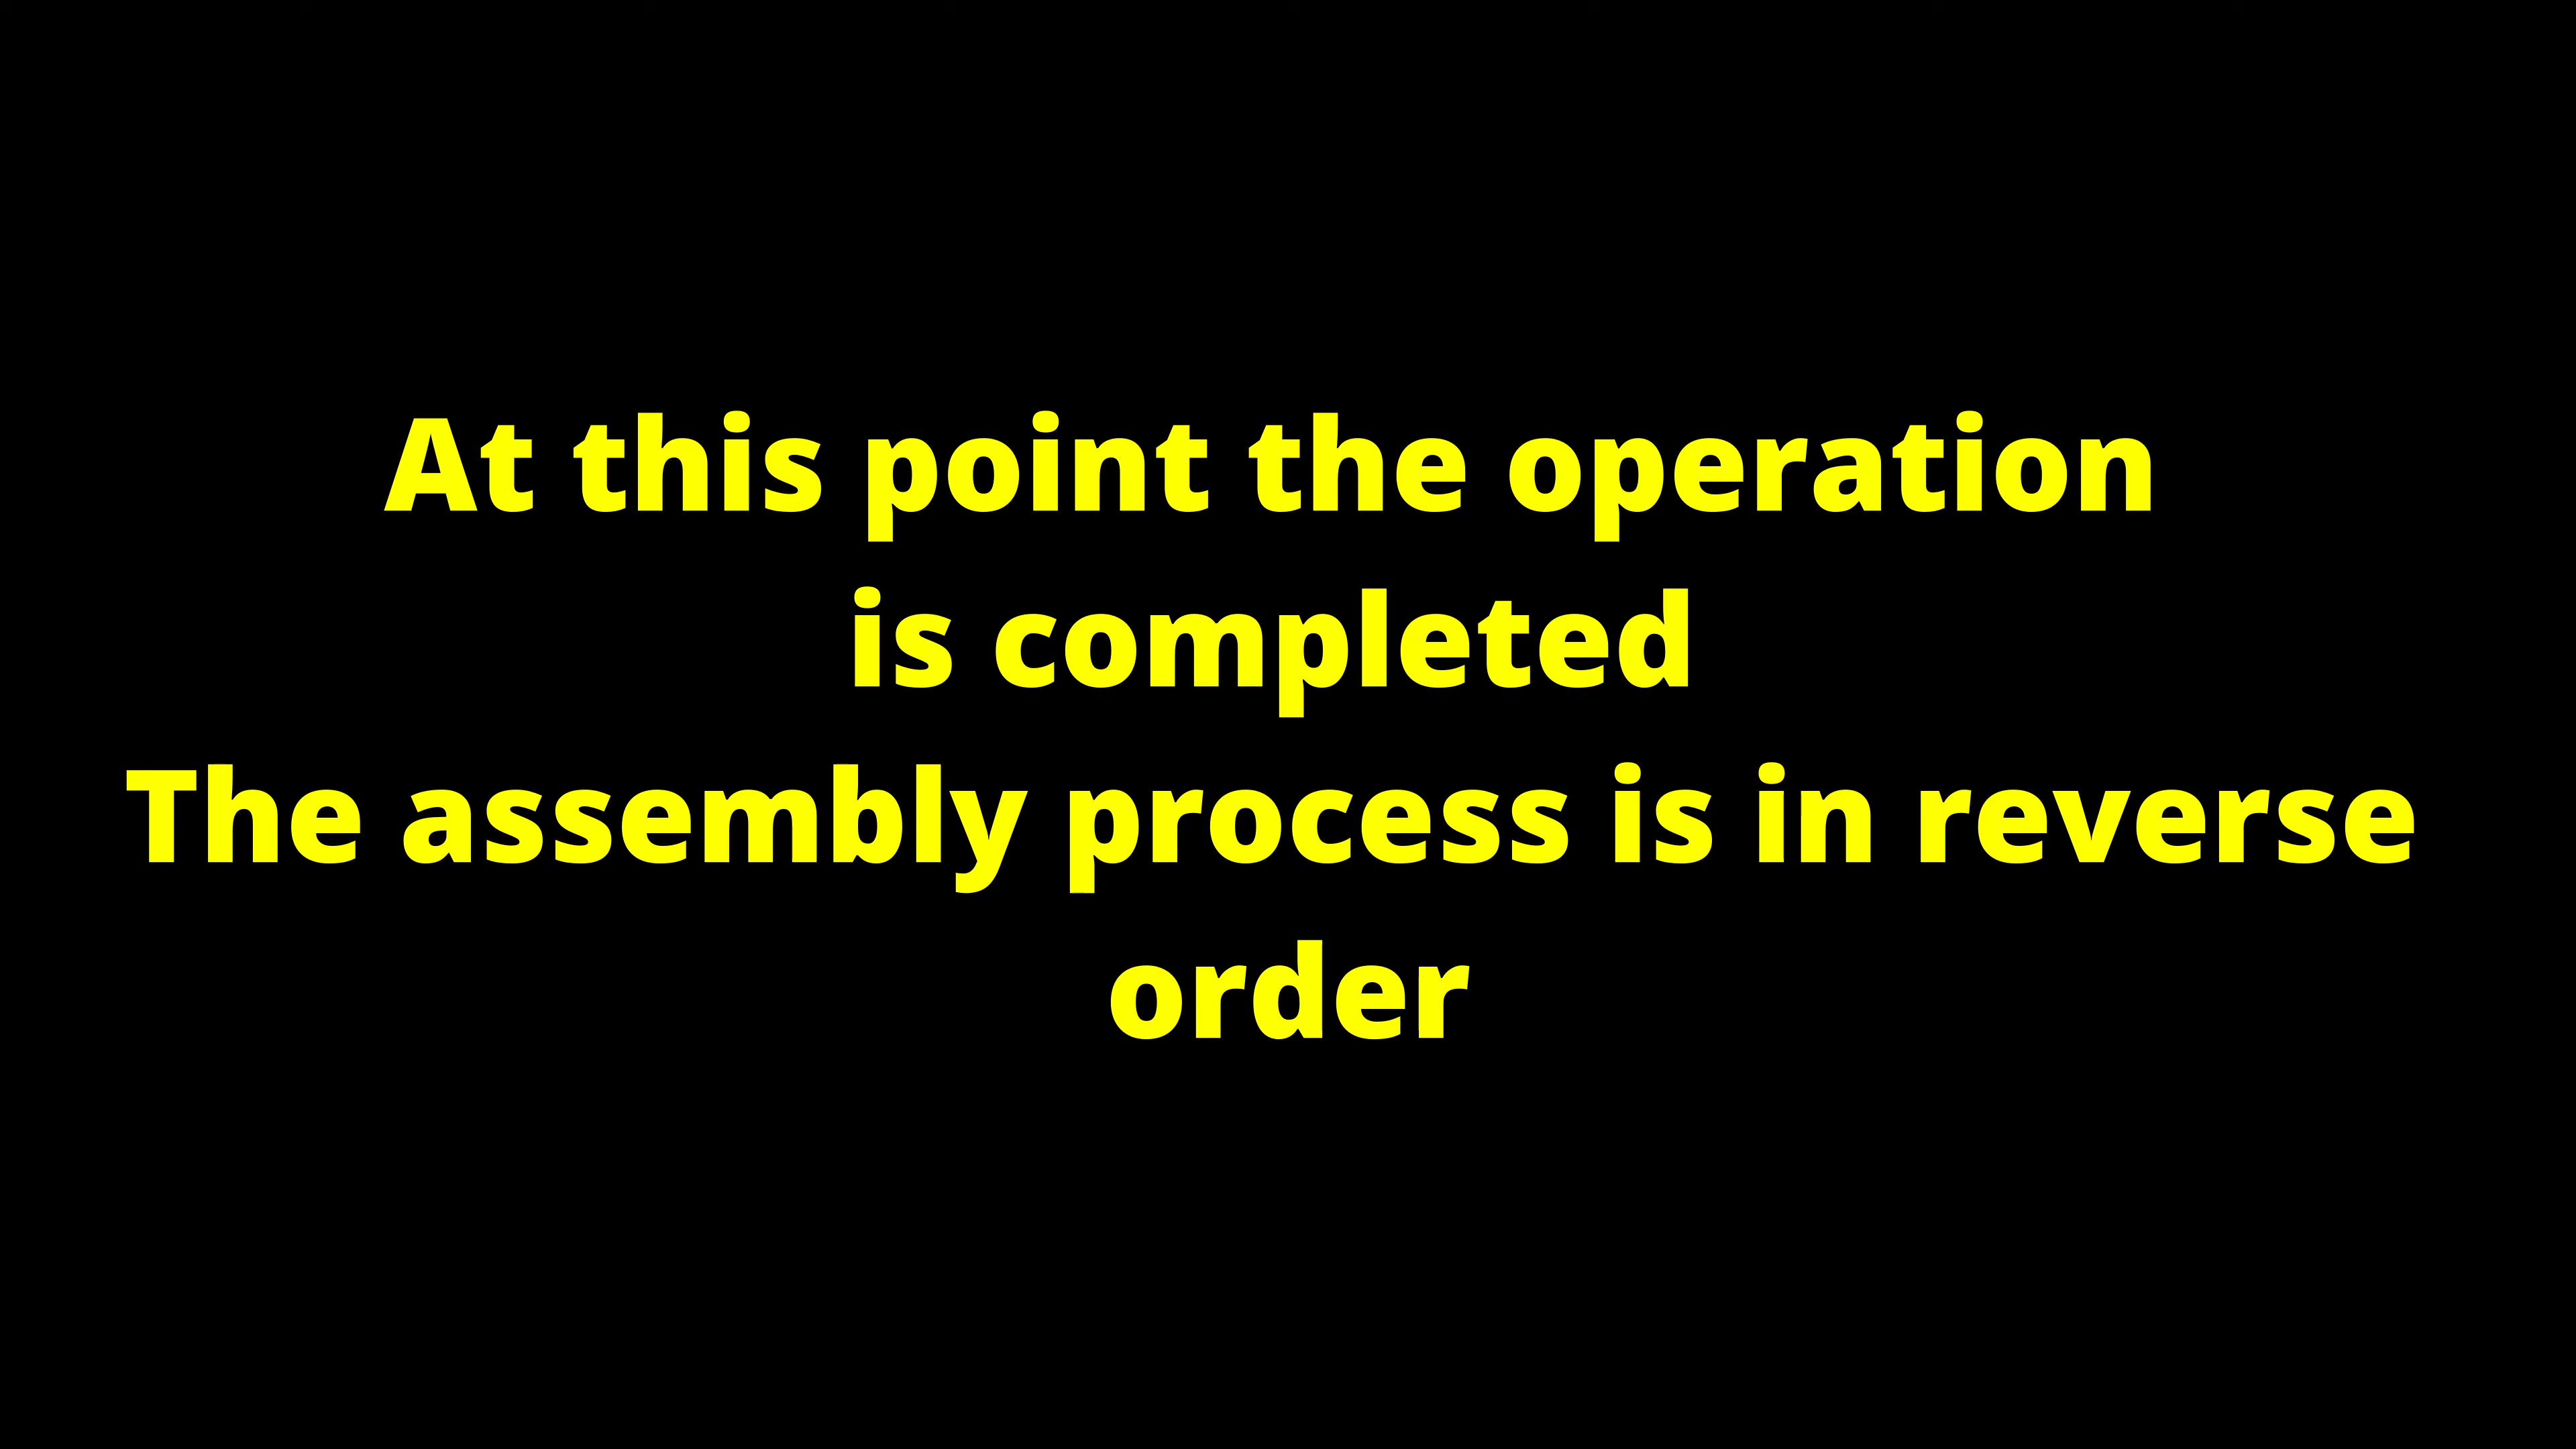 At this point the operation
is completed
The assembly process is in reverse
order